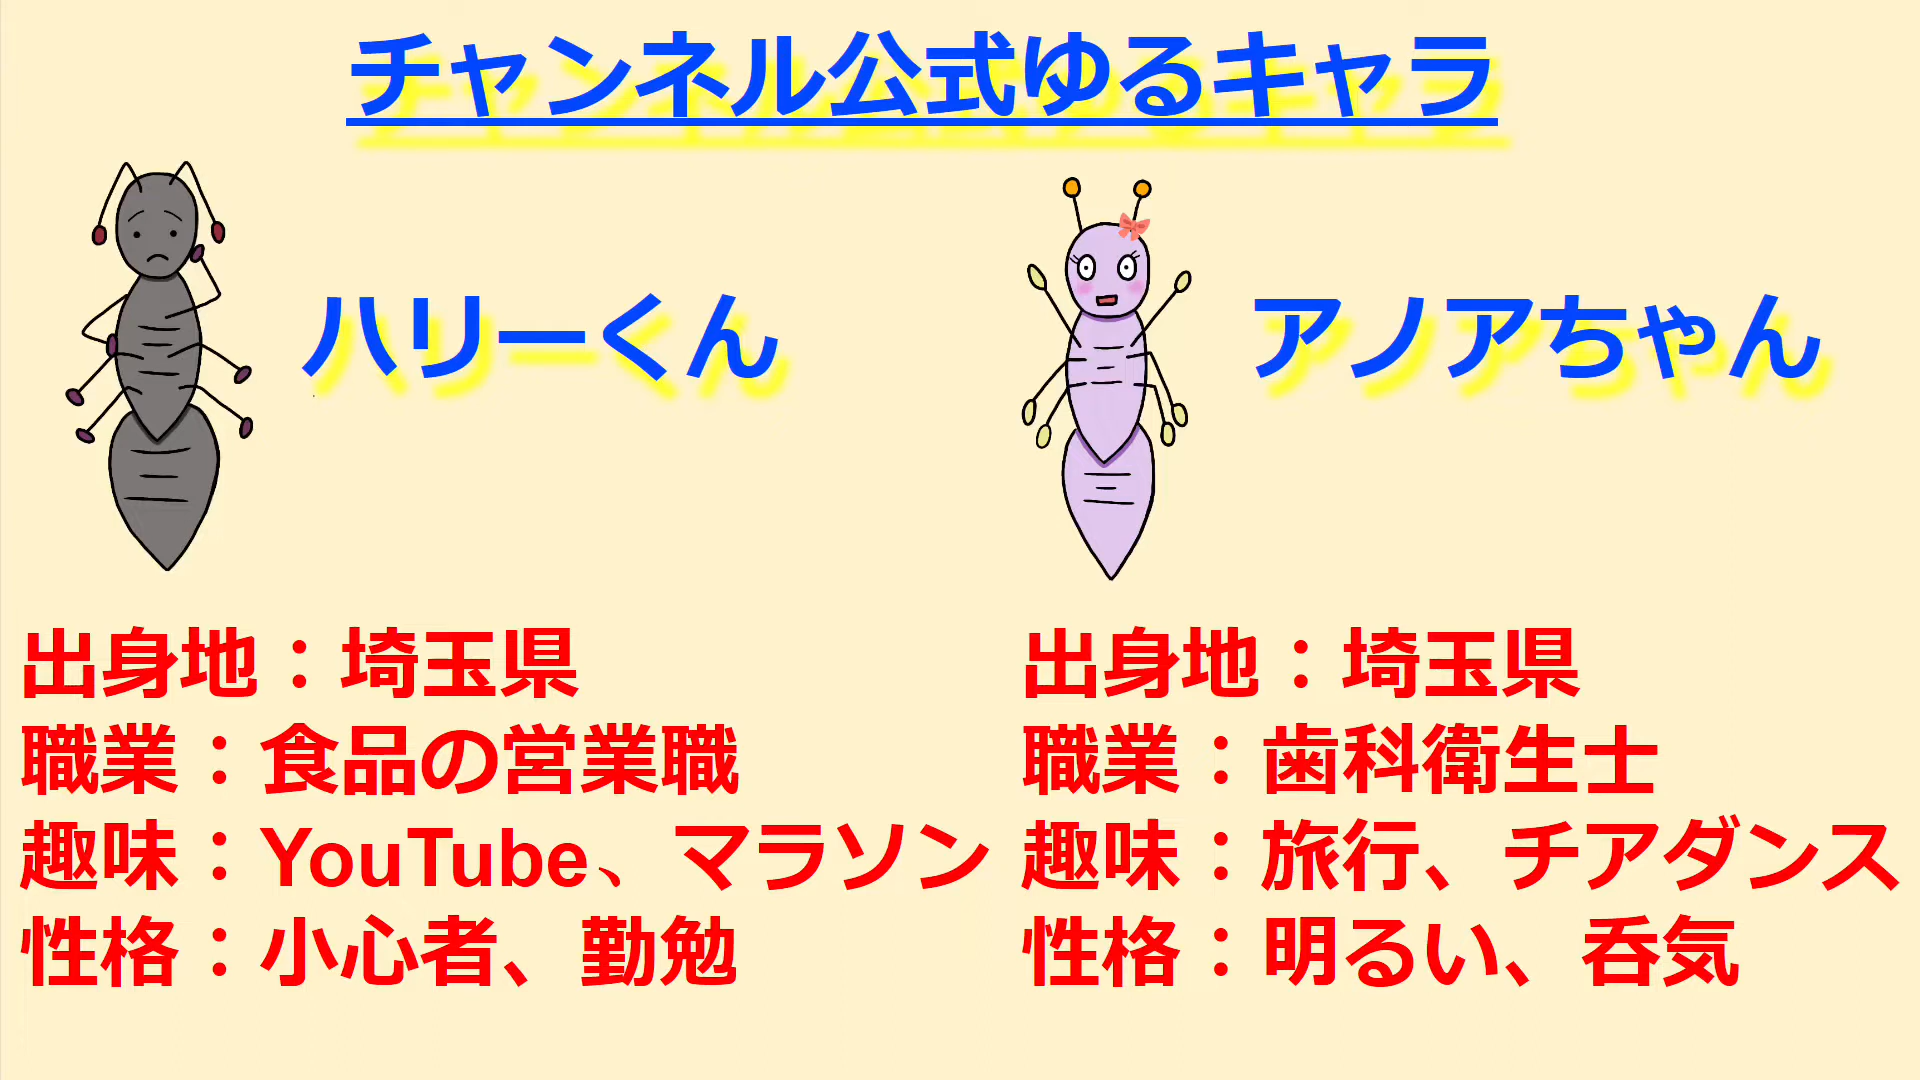 チャンネル公式ゆるキャラ
ハリーくん
出身地：埼玉県
職業：食品の営業職
趣味：YouTube、マラソン
性格：小心者、勤勉
アノアちゃん
出身地：埼玉県
職業：歯科衛生士
趣味：旅行、チアダンス
性格：明るい、呑気